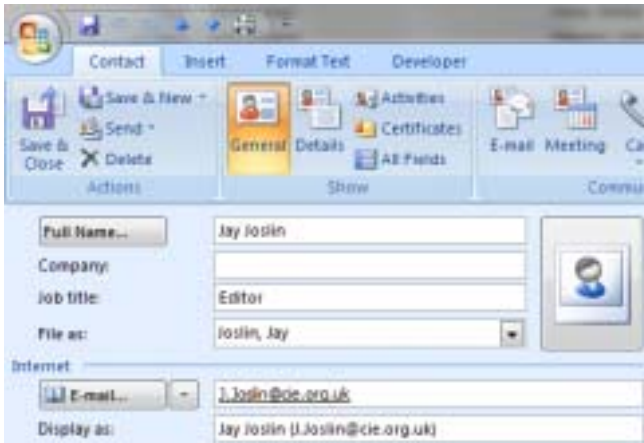 Contact Insert Format Text Developer
Save & Close
Save & New
Send
Delete
Actions
General
Details
Activities
Certificates
All Fields
Show
E-mail
Meeting
Full Name... Jay Joslin
Company:
Job title: Editor
File as: Joslin, Jay
Internet
E-mail... J.Joslin@cie.org.uk
Display as: Jay Joslin (J.Joslin@cie.org.uk)